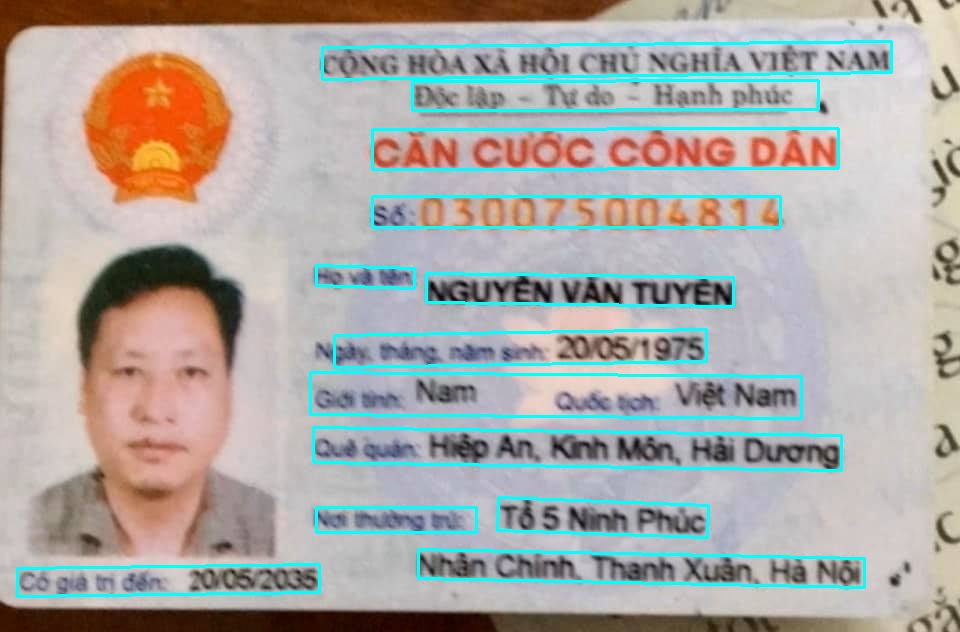 CỘNG HÒA XÃ HỘI CHỦ NGHĨA VIỆT NAM
Độc lập - Tự do - Hạnh phúc
CĂN CƯỚC CÔNG DÂN
Số: 030075004814
Họ và tên NGUYỄN VĂN TUYÊN
Ngày, tháng, năm sinh: 20/05/1975
Giới tính: Nam Quốc tịch: Việt Nam
Quê quán: Hiệp An, Kinh Môn, Hải Dương
Nơi thường trú: Tổ 5 Ninh Phúc
Nhân Chính, Thanh Xuân, Hà Nội
Có giá trị đến: 20/05/2035